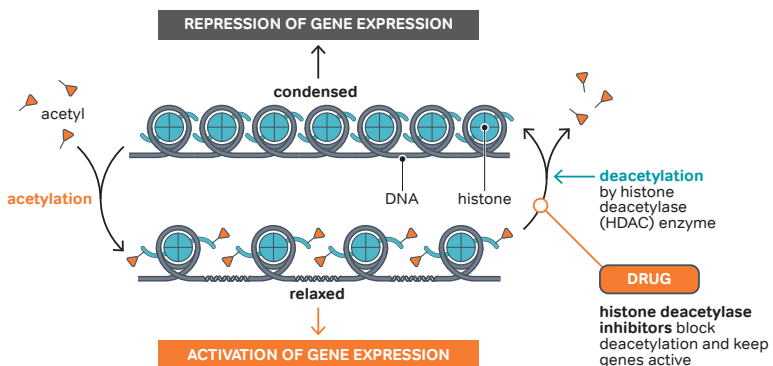 REPRESSION OF GENE EXPRESSION
condensed
acetyl
acetylation
DNA
histone
deacetylation
by histone
deacetylase
(HDAC) enzyme
relaxed
DRUG
histone deacetylase
inhibitors block
deacetylation and keep
genes active
ACTIVATION OF GENE EXPRESSION